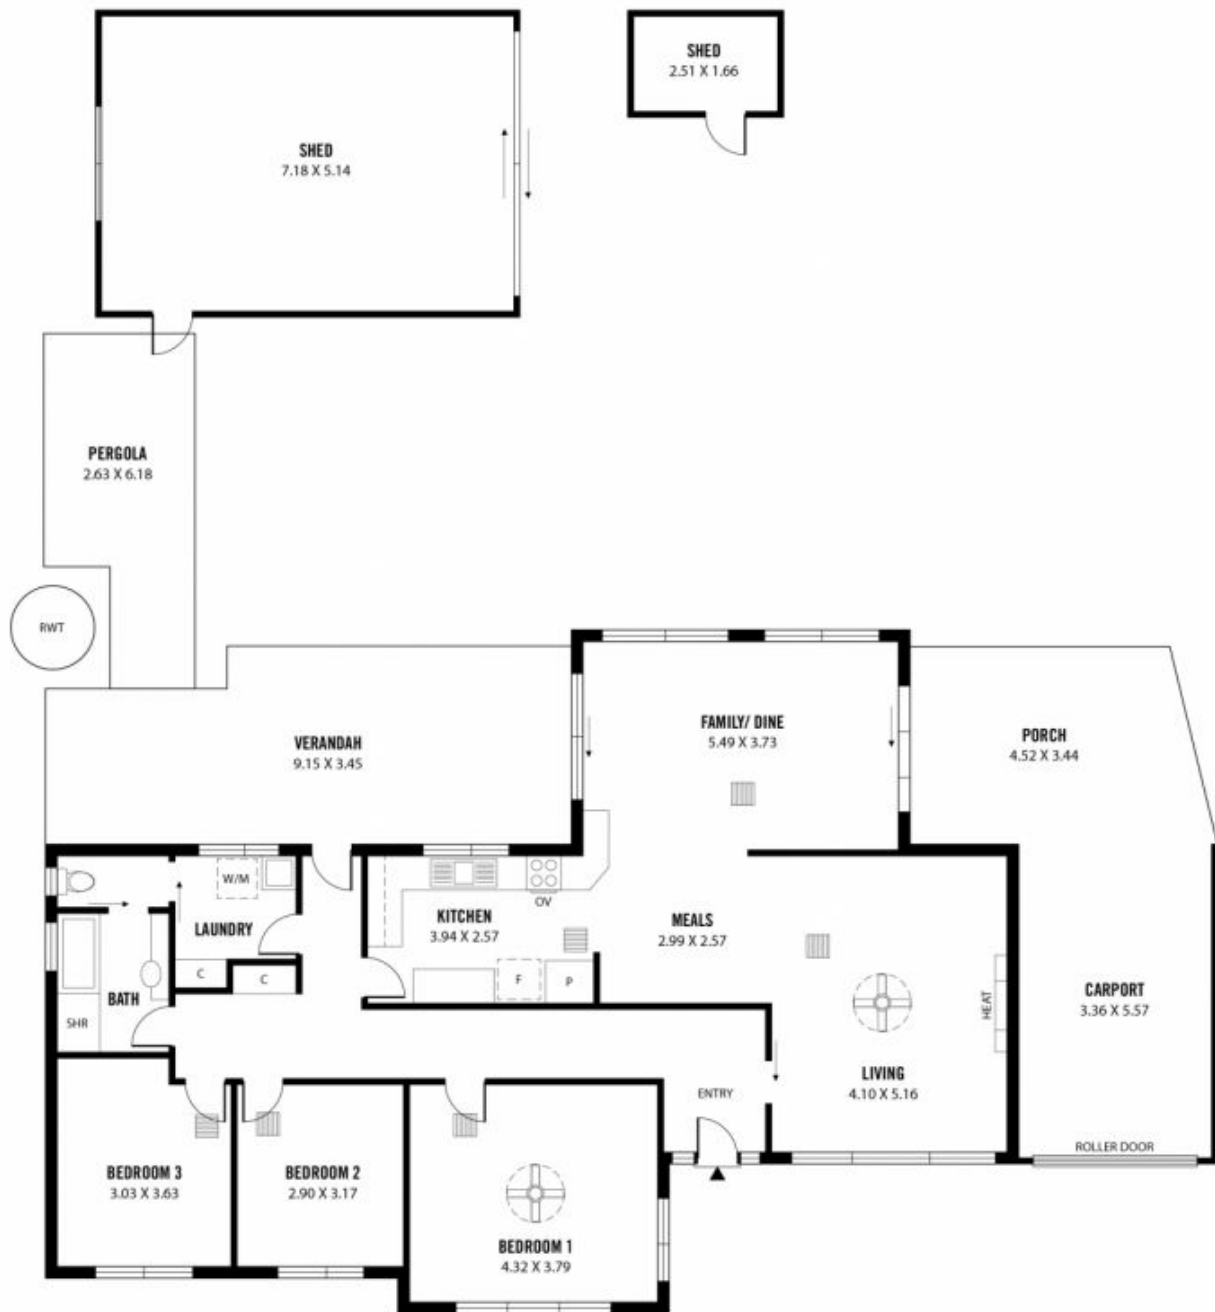 SHED
2.51 X 1.66
SHED
7.18 X 5.14
PERGOLA
2.63 X 6.18
RWT
VERANDAH
9.15 X 3.45
FAMILY/ DINE
5.49 X 3.73
PORCH
4.52 X 3.44
W/M
LAUNDRY
C
C
BATH
SHR
KITCHEN
3.94 X 2.57
OV
F
P
MEALS
2.99 X 2.57
HEAT
LIVING
4.10 X 5.16
CARPORT
3.36 X 5.57
ROLLER DOOR
ENTRY
BEDROOM 3
3.03 X 3.63
BEDROOM 2
2.90 X 3.17
BEDROOM 1
4.32 X 3.79